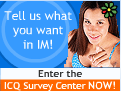 Tell us what
you want
in IM!
Enter the
ICQ Survey Center NOW!